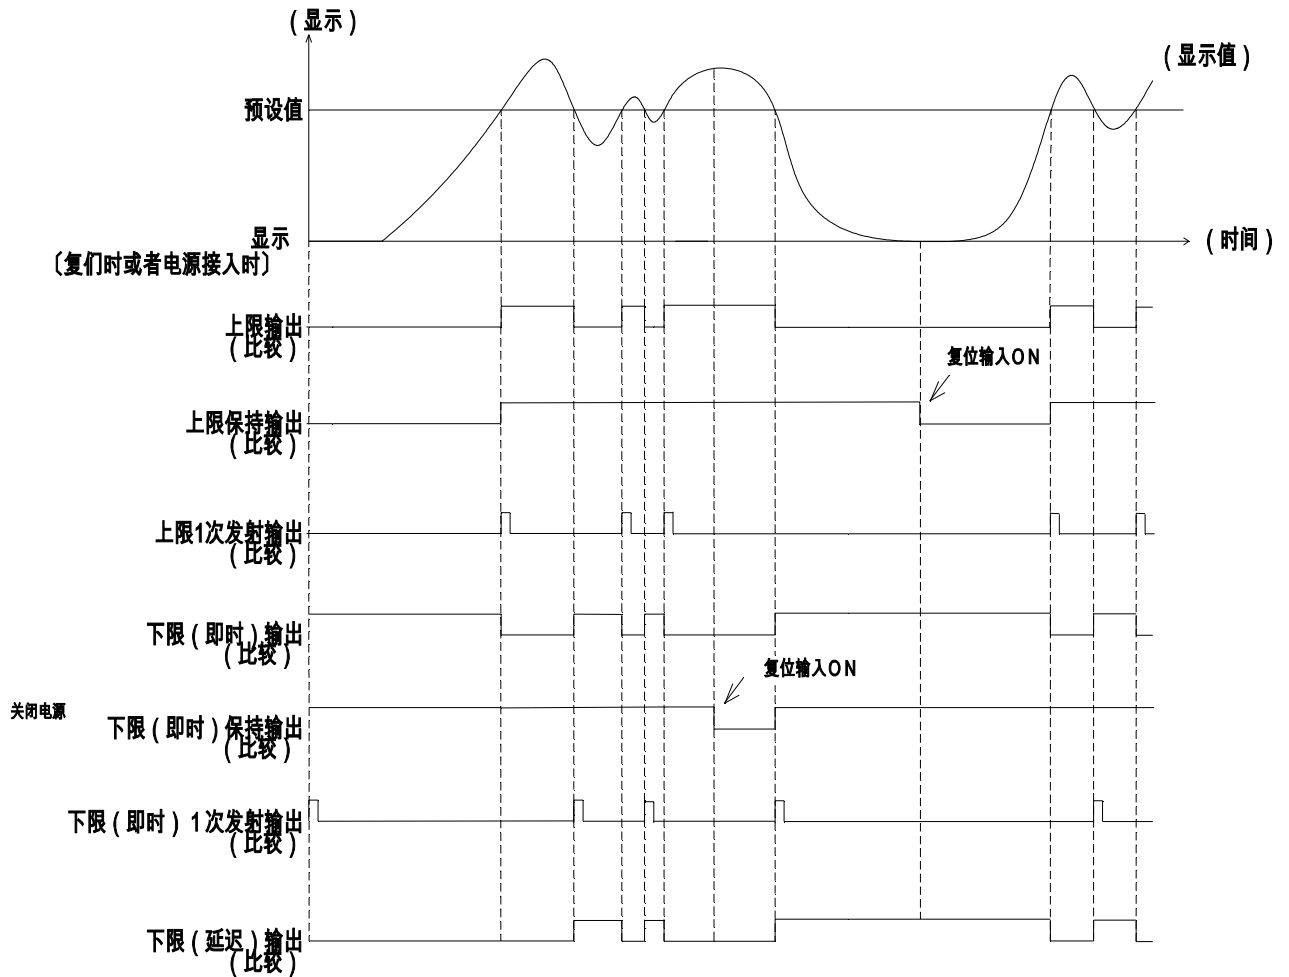 (显示)
(显示值)
预设值
显示
(时间)
〔复们时或者电源接入时〕
上限输出
(比较)
复位输入ON
上限保持输出
(比较)
上限1次发射输出
(比较)
下限(即时)输出
(比较)
复位输入ON
关闭电源
下限(即时)保持输出
(比较)
下限(即时)1次发射输出
(比较)
下限(延迟)输出
(比较)